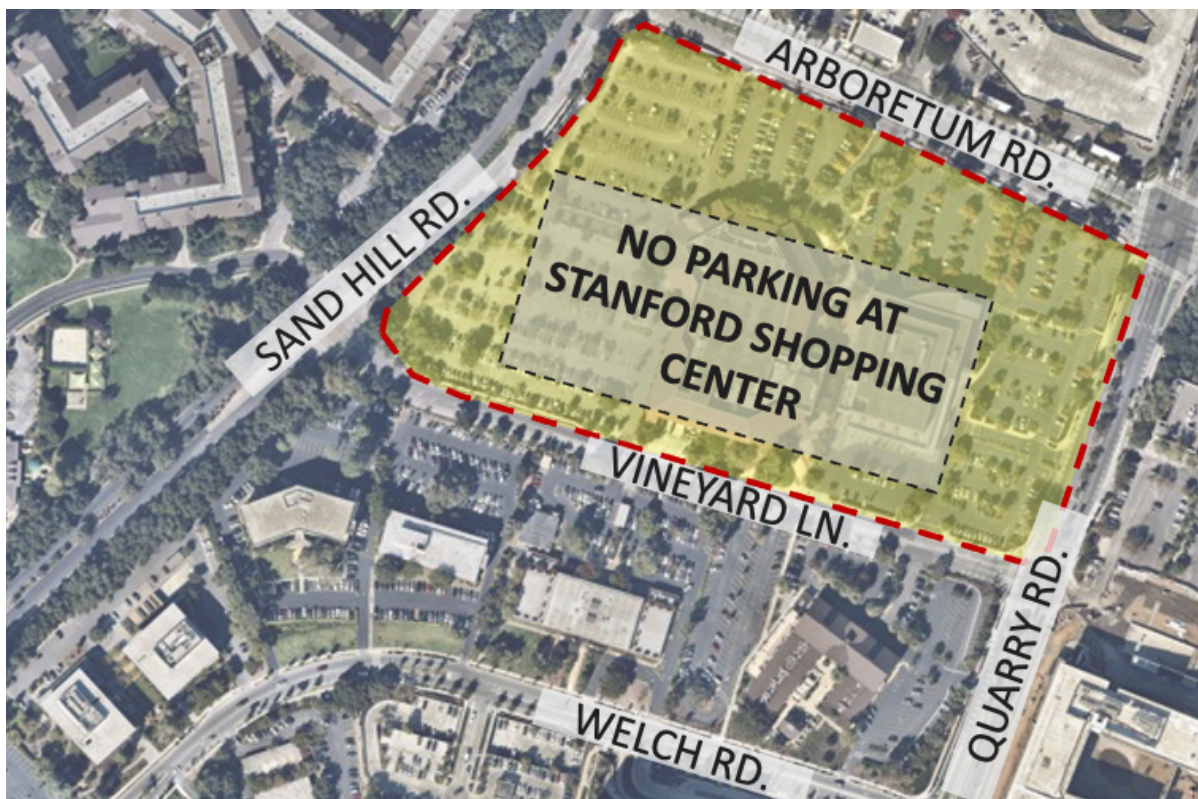 ARBORETUM RD.
SAND HILL RD.
NO PARKING AT
STANFORD SHOPPING
CENTER
VINEYARD LN.
QUARRY RD.
WELCH RD.